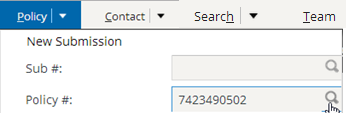 Policy Contact Search Team
New Submission
Sub #:
Policy #: 7423490502